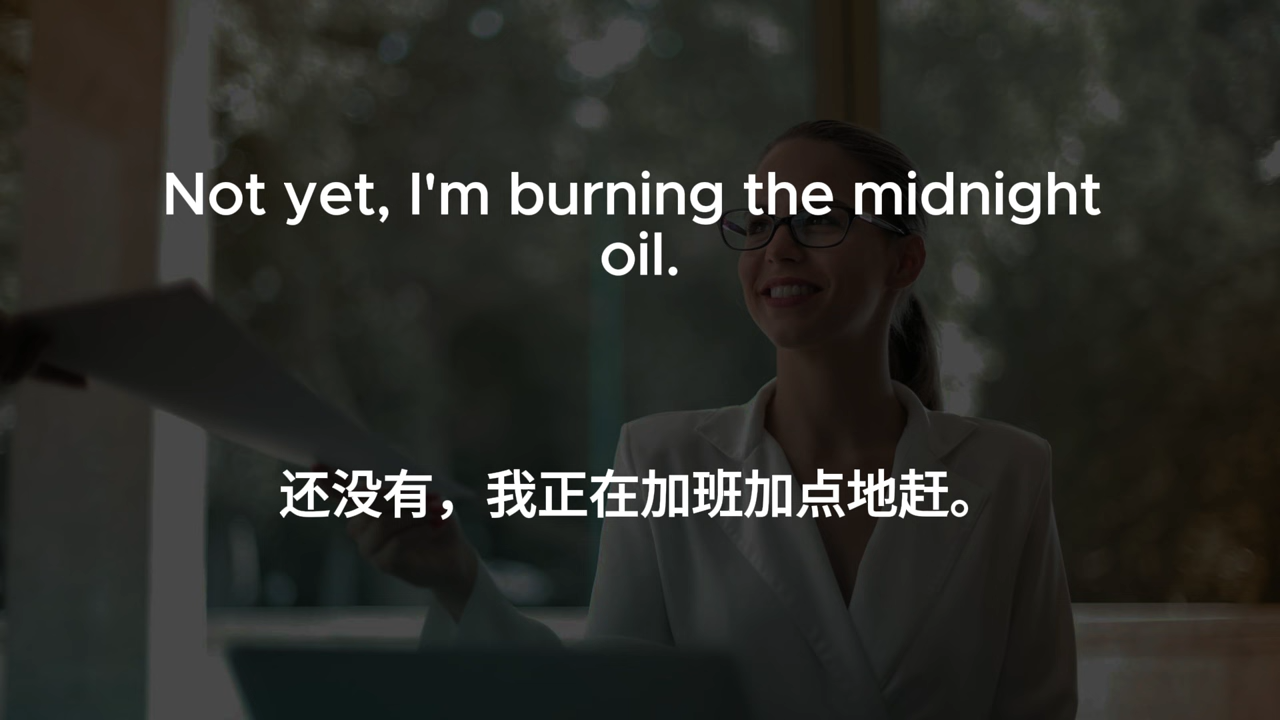 Not yet, I'm burning the midnight
oil.
还没有，我正在加班加点地赶。